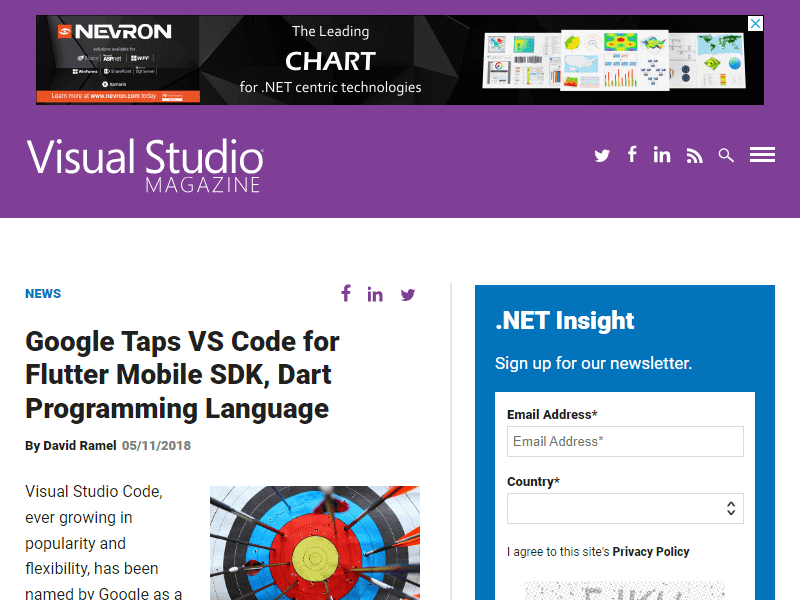 NEVRON
solutions available for
Blazor ASP.NET WPF
WinForms SharePoint SQL Server
Xamarin
Learn more at www.nevron.com today
The Leading
CHART
for .NET centric technologies
Visual Studio
MAGAZINE
NEWS
Google Taps VS Code for
Flutter Mobile SDK, Dart
Programming Language
By David Ramel 05/11/2018
Visual Studio Code,
ever growing in
popularity and
flexibility, has been
named by Google as a
.NET Insight
Sign up for our newsletter.
Email Address*
Email Address*
Country*
I agree to this site's Privacy Policy